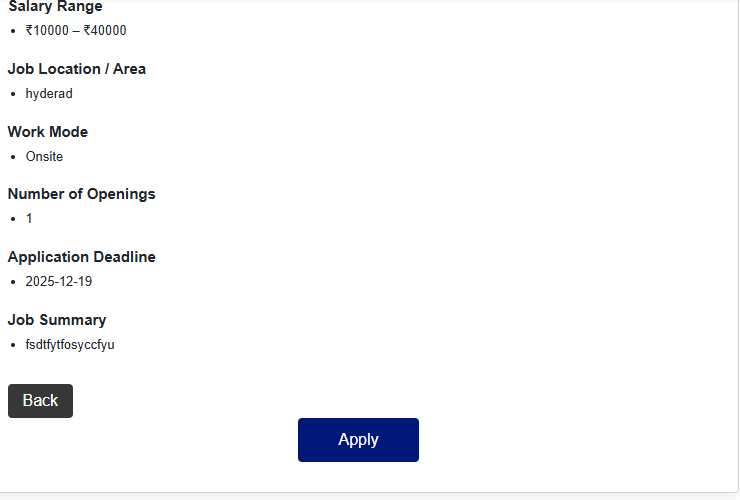 Salary Range
• ₹10000 – ₹40000
Job Location / Area
• hyderad
Work Mode
• Onsite
Number of Openings
• 1
Application Deadline
• 2025-12-19
Job Summary
• fsdtfytfosyccfyu
Back
Apply